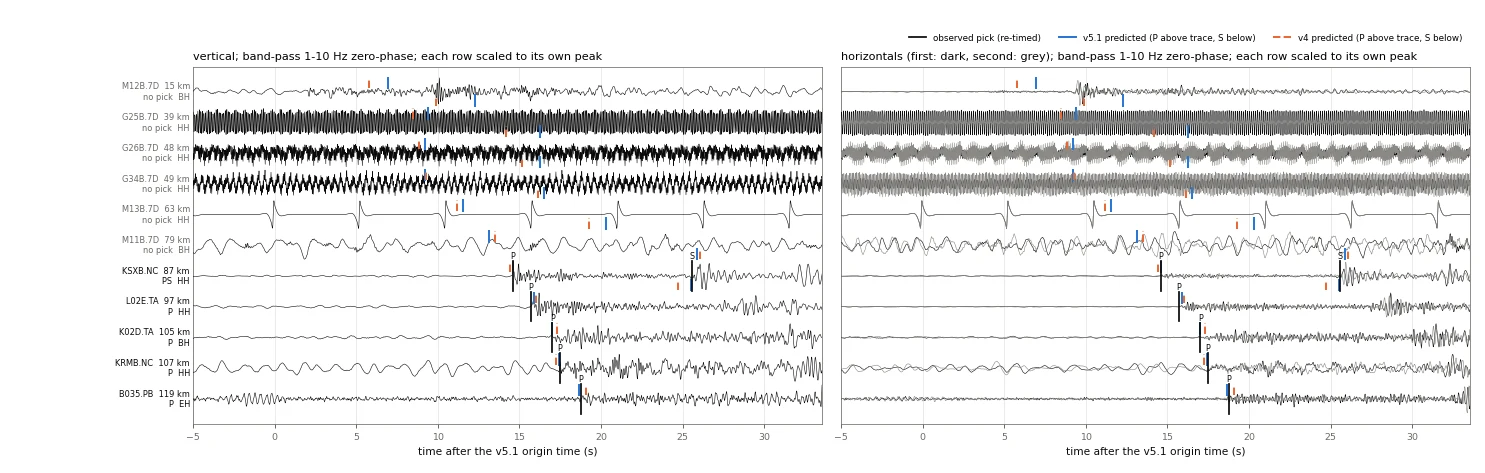 observed pick (re-timed)   v5.1 predicted (P above trace, S below)   v4 predicted (P above trace, S below)
vertical; band-pass 1-10 Hz zero-phase; each row scaled to its own peak
horizontals (first: dark, second: grey); band-pass 1-10 Hz zero-phase; each row scaled to its own peak
M12B.7D 15 km
no pick BH
G25B.7D 39 km
no pick HH
G26B.7D 48 km
no pick HH
G34B.7D 49 km
no pick HH
M13B.7D 63 km
no pick HH
M11B.7D 79 km
no pick BH
P S P S
KSXB.NC 87 km
PS HH
P P
L02E.TA 97 km
P HH
P P
K02D.TA 105 km
P BH
P P
KRMB.NC 107 km
P HH
P P
B035.PB 119 km
P EH
−5 0 5 10 15 20 25 30
−5 0 5 10 15 20 25 30
time after the v5.1 origin time (s)
time after the v5.1 origin time (s)